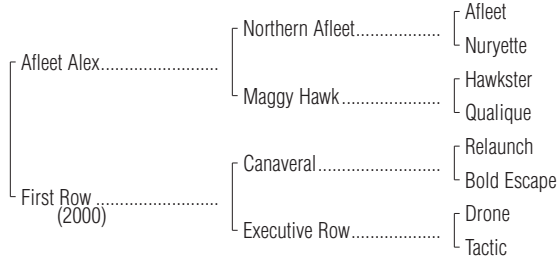 Afleet
Northern Afleet
Nuryette
Afleet Alex
Hawkster
Maggy Hawk
Qualique
Relaunch
Canaveral
Bold Escape
First Row
(2000)
Drone
Executive Row
Tactic